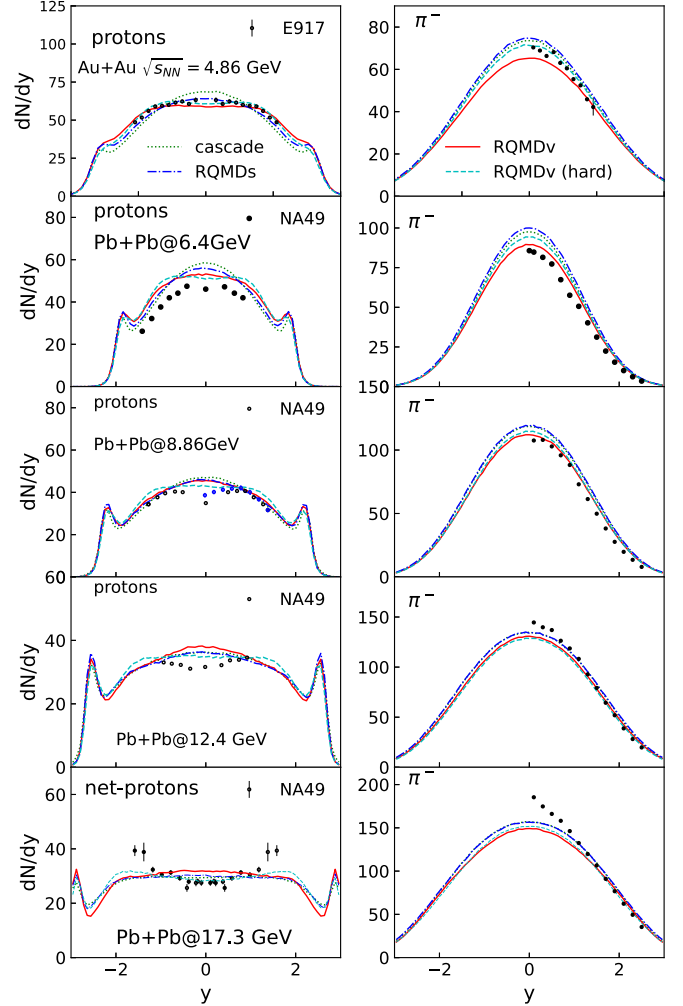 125
100
75
50
25
0
dN/dy
protons
E917
Au+Au √sNN = 4.86 GeV
cascade
RQMDs
π−
80
60
40
20
0
RQMDv
RQMDv (hard)
80
60
40
20
0
dN/dy
protons
NA49
Pb+Pb@6.4GeV
π−
100
75
50
25
0
80
60
40
20
0
dN/dy
protons
NA49
Pb+Pb@8.86GeV
π−
150
100
50
0
60
40
20
0
dN/dy
protons
NA49
Pb+Pb@12.4 GeV
π−
150
100
50
0
80
60
40
20
0
dN/dy
net-protons
NA49
Pb+Pb@17.3 GeV
π−
200
150
100
50
0
−2 0 2
y
−2 0 2
y